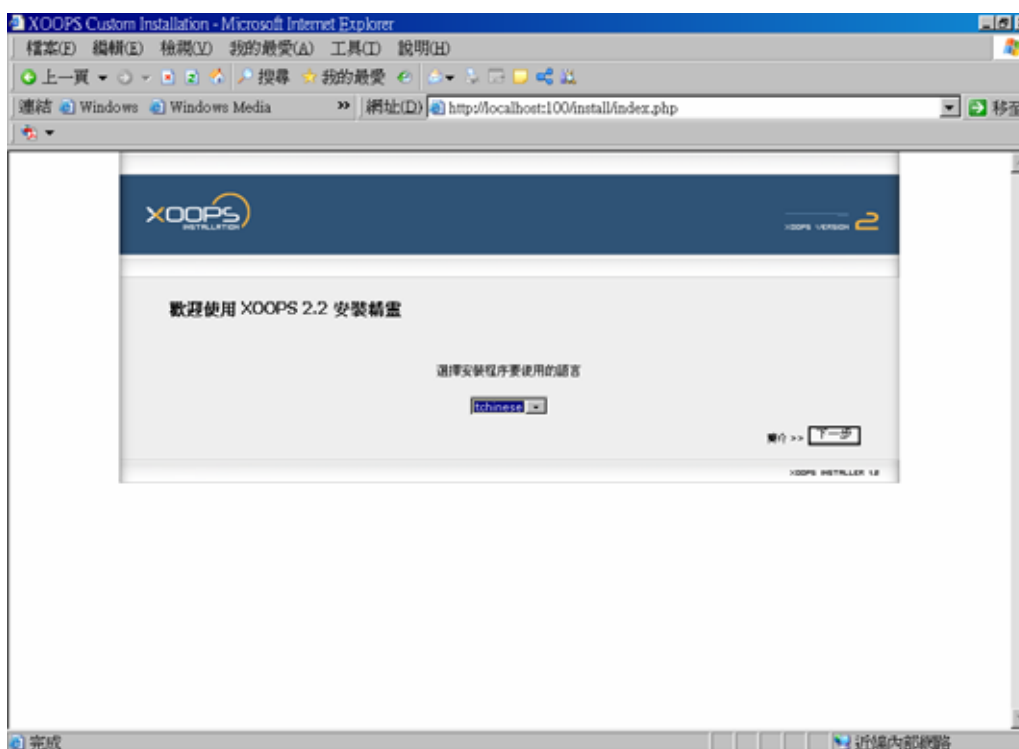 XOOPS Custom Installation - Microsoft Internet Explorer
檔案(F) 編輯(E) 檢視(V) 我的最愛(A) 工具(T) 說明(H)
上一頁 搜尋 我的最愛
連結 Windows Windows Media » 網址(D) http://localhost:100/install/index.php 移至
XOOPS
INSTALLATION
XOOPS VERSION 2
歡迎使用 XOOPS 2.2 安裝精靈
選擇安裝程序要使用的語言
tchinese
簡介 >> 下一步
XOOPS INSTALLER 1.2
完成 近端內部網路